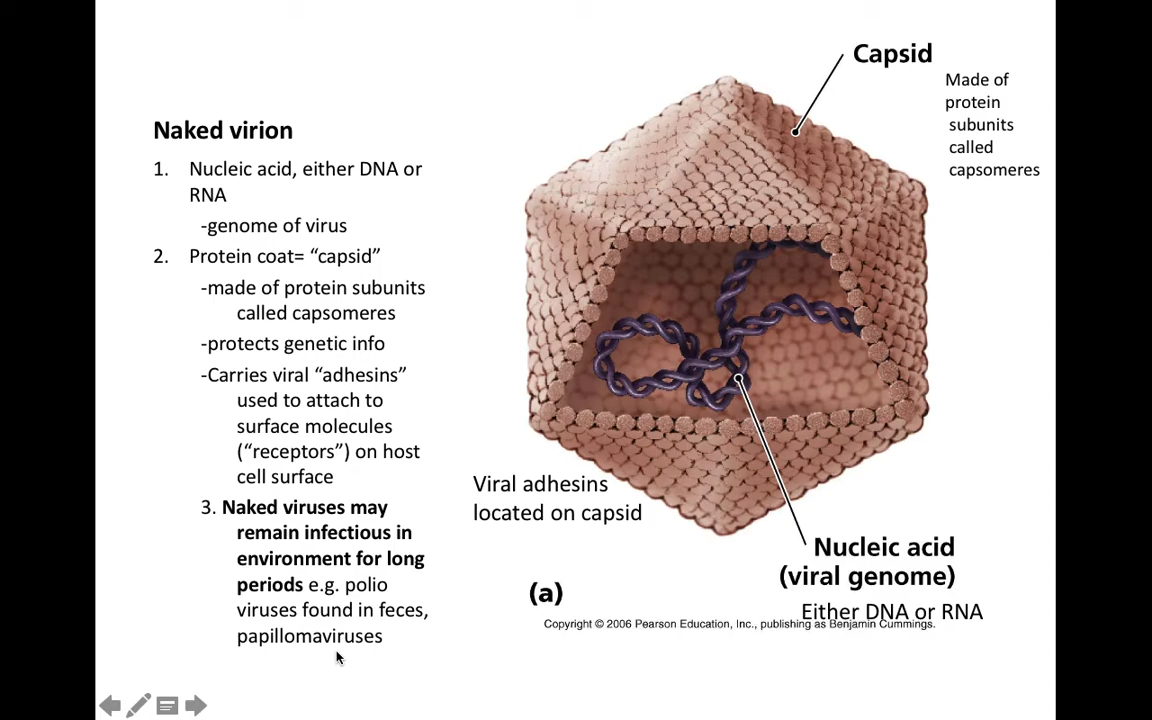 Naked virion
1. Nucleic acid, either DNA or
RNA
-genome of virus
2. Protein coat= “capsid”
-made of protein subunits
called capsomeres
-protects genetic info
-Carries viral “adhesins”
used to attach to
surface molecules
(“receptors”) on host
cell surface
3. Naked viruses may
remain infectious in
environment for long
periods e.g. polio
viruses found in feces,
papillomaviruses
Capsid
Made of
protein
subunits
called
capsomeres
Viral adhesins
located on capsid
Nucleic acid
(viral genome)
Either DNA or RNA
(a)
Copyright © 2006 Pearson Education, Inc., publishing as Benjamin Cummings.